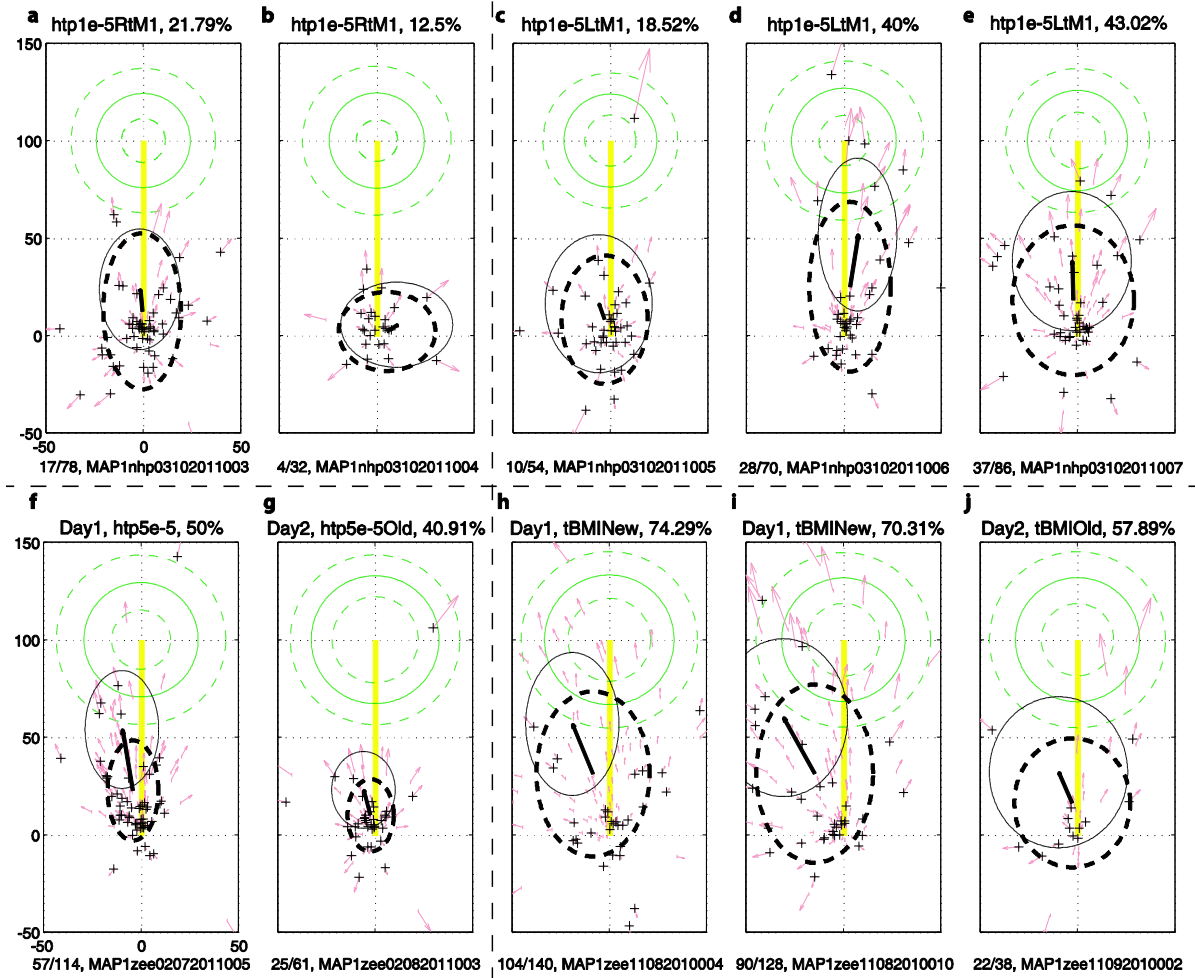 a b c d e
htp1e-5RtM1, 21.79% htp1e-5RtM1, 12.5% htp1e-5LtM1, 18.52% htp1e-5LtM1, 40% htp1e-5LtM1, 43.02%
150
100
50
0
-50
-50 0 50
17/78, MAP1nhp03102011003 4/32, MAP1nhp03102011004 10/54, MAP1nhp03102011005 28/70, MAP1nhp03102011006 37/86, MAP1nhp03102011007
f g h i j
Day1, htp5e-5, 50% Day2, htp5e-5Old, 40.91% Day1, tBMINew, 74.29% Day1, tBMINew, 70.31% Day2, tBMIOld, 57.89%
150
100
50
0
-50
-50 0 50
57/114, MAP1zee02072011005 25/61, MAP1zee02082011003 104/140, MAP1zee11082010004 90/128, MAP1zee11082010010 22/38, MAP1zee11092010002